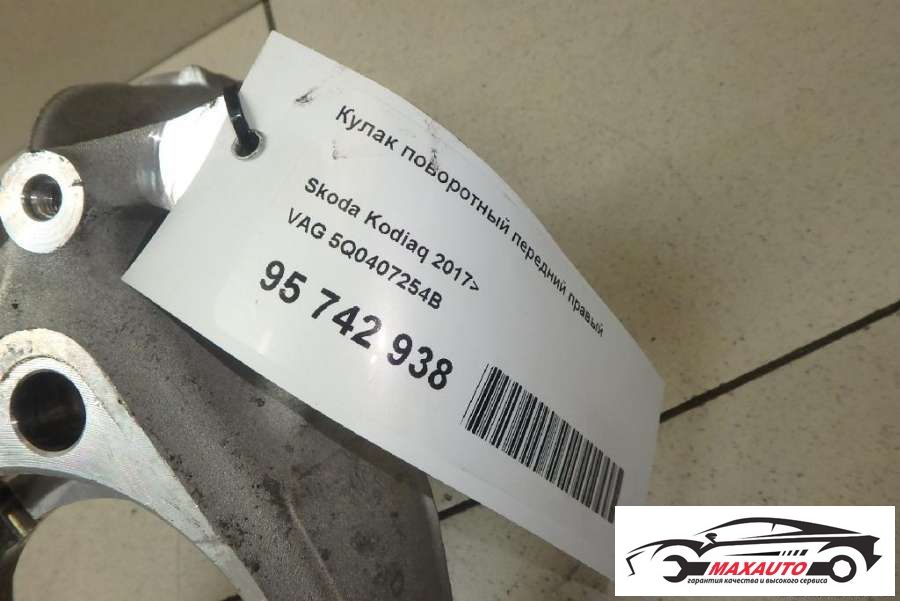 Кулак поворотный передний правый
Skoda Kodiaq 2017>
VAG 5Q0407254B
95 742 938
MAXAUTO
гарантия качества и высокого сервиса